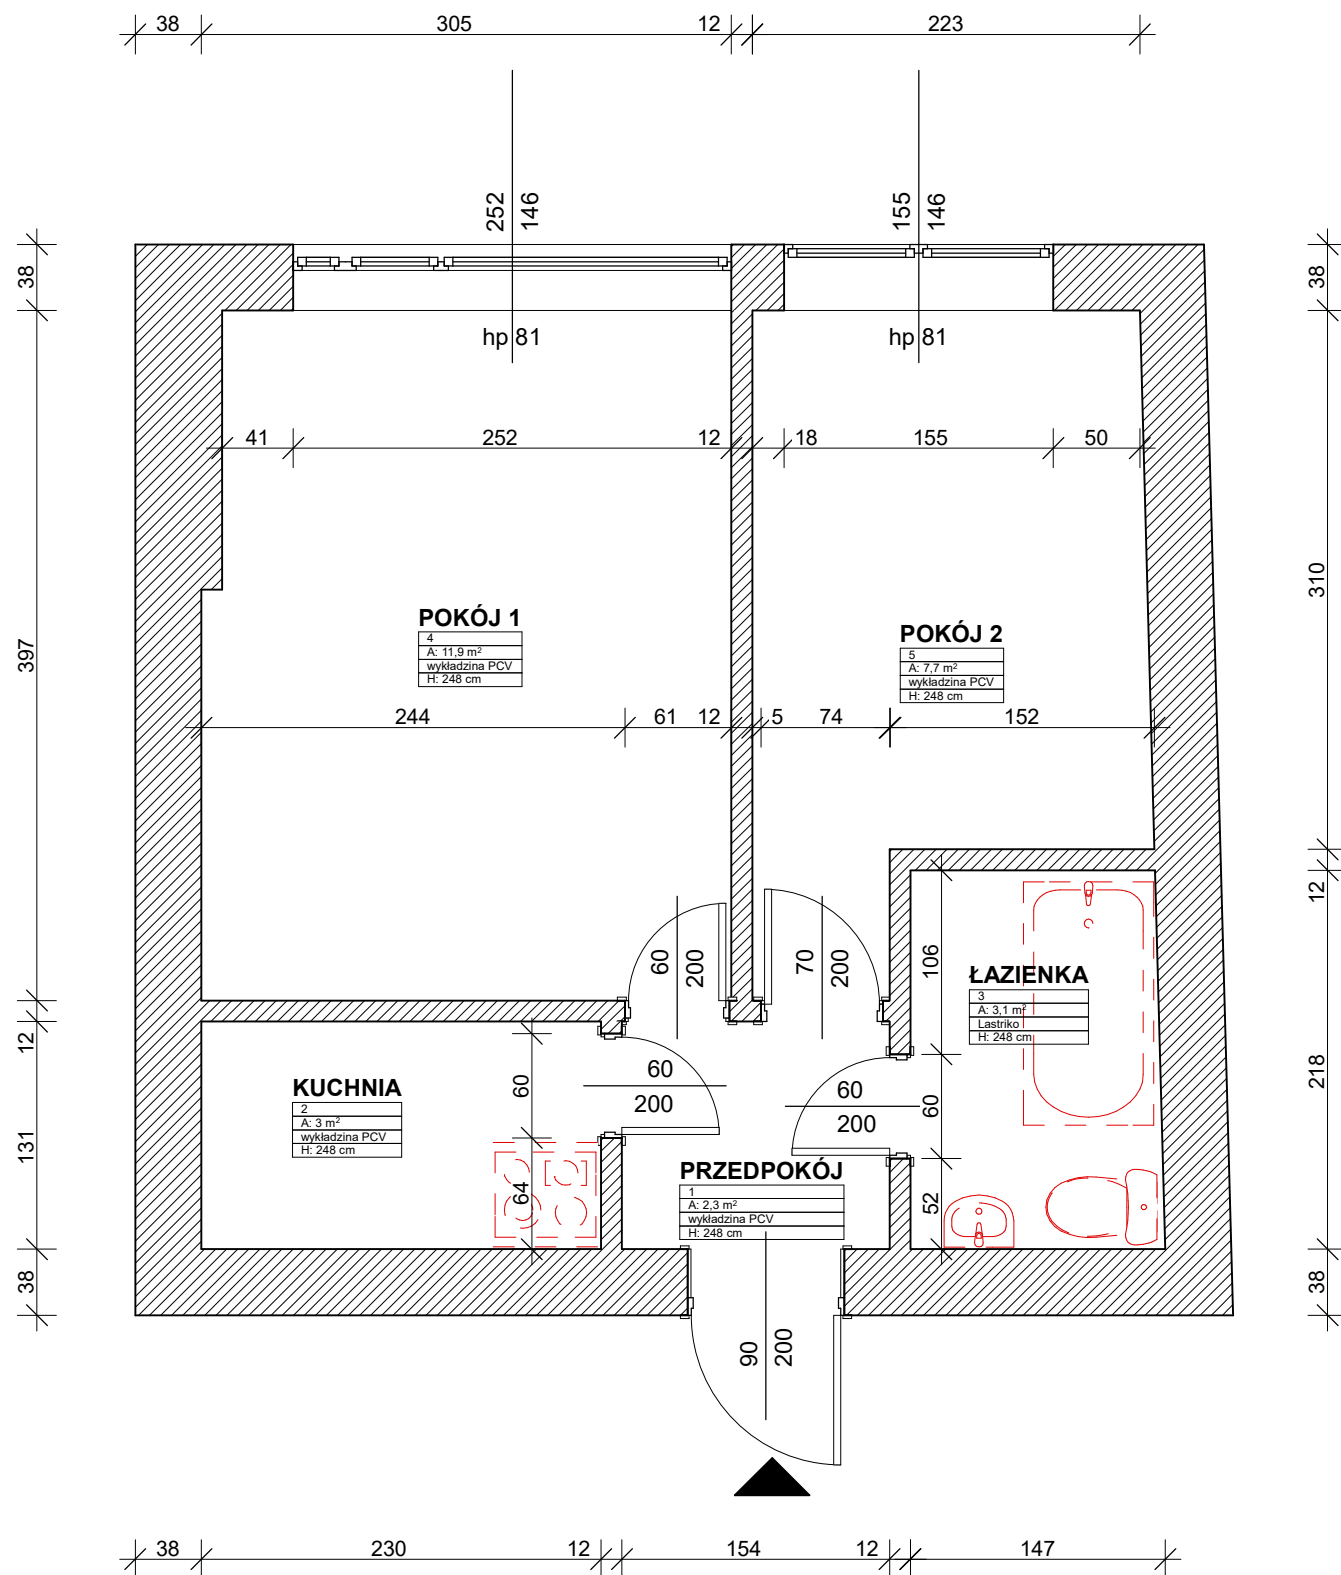 38 305 12 223
252 146 155 146
38 38
hp 81 hp 81
41 252 12 18 155 50
397 310
POKÓJ 1
4
A: 11,9 m²
wykładzina PCV
H: 248 cm
POKÓJ 2
5
A: 7,7 m²
wykładzina PCV
H: 248 cm
244 61 12 5 74 152
12
60 200 70 200 106
ŁAZIENKA
3
A: 3,1 m²
Lastriko
H: 248 cm
12 218
KUCHNIA
2
A: 3 m²
wykładzina PCV
H: 248 cm
60 60 200 60 200 60
131
64 52
PRZEDPOKÓJ
1
A: 2,3 m²
wykładzina PCV
H: 248 cm
38 38
90 200
38 230 12 154 12 147